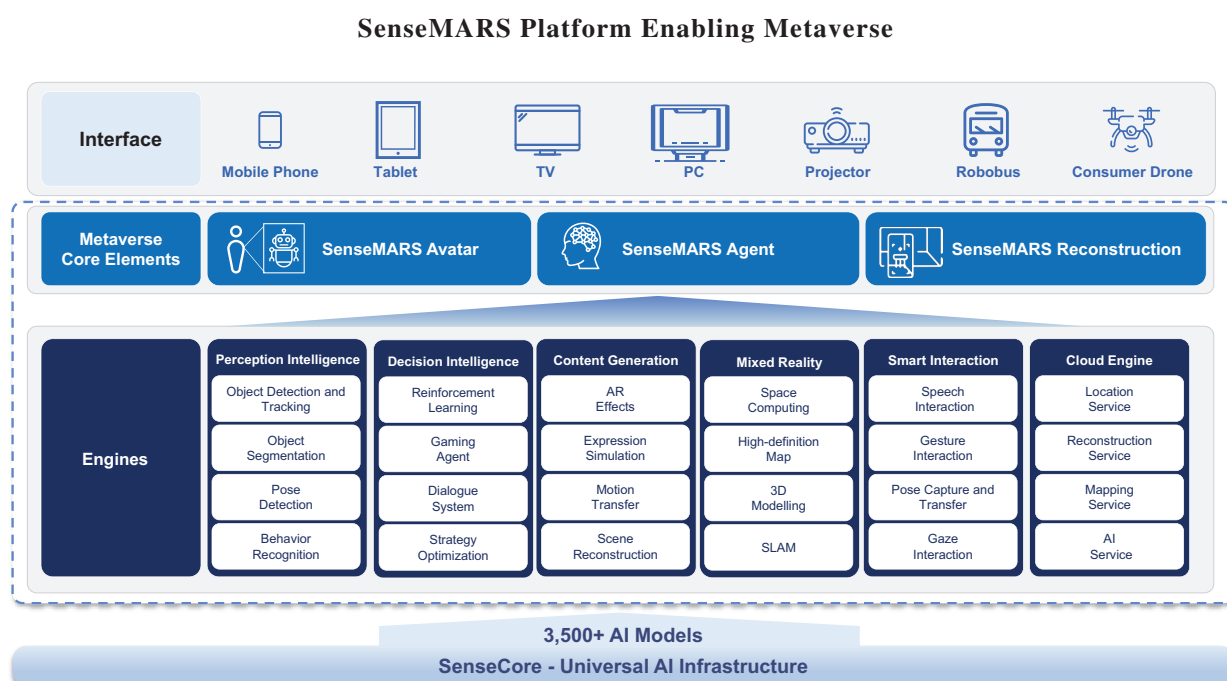 SenseMARS Platform Enabling Metaverse
Interface
Mobile Phone
Tablet
TV
PC
Projector
Robobus
Consumer Drone
Metaverse
Core Elements
SenseMARS Avatar
SenseMARS Agent
SenseMARS Reconstruction
Engines
Perception Intelligence
Object Detection and
Tracking
Object
Segmentation
Pose
Detection
Behavior
Recognition
Decision Intelligence
Reinforcement
Learning
Gaming
Agent
Dialogue
System
Strategy
Optimization
Content Generation
AR
Effects
Expression
Simulation
Motion
Transfer
Scene
Reconstruction
Mixed Reality
Space
Computing
High-definition
Map
3D
Modelling
SLAM
Smart Interaction
Speech
Interaction
Gesture
Interaction
Pose Capture and
Transfer
Gaze
Interaction
Cloud Engine
Location
Service
Reconstruction
Service
Mapping
Service
AI
Service
3,500+ AI Models
SenseCore - Universal AI Infrastructure